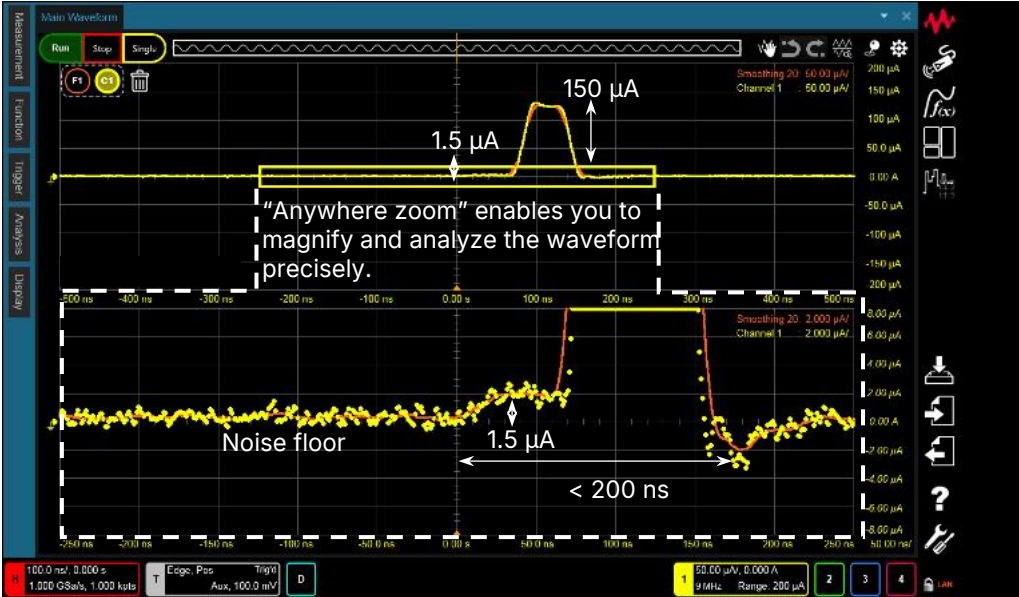 Main Waveform
Measurement
Function
Trigger
Analysis
Display
Run
Stop
Single
F1
C1
Smoothing 20: 50.00 µA/
Channel 1 : 50.00 µA/
200 µA
150 µA
100 µA
50.0 µA
0.00 A
-50.0 µA
-100 µA
-150 µA
-200 µA
150 µA
1.5 µA
“Anywhere zoom” enables you to
magnify and analyze the waveform
precisely.
-500 ns
-400 ns
-300 ns
-200 ns
-100 ns
0.00 s
100 ns
200 ns
300 ns
400 ns
500 ns
Smoothing 20: 2.000 µA/
Channel 1 : 2.000 µA/
8.00 µA
6.00 µA
4.00 µA
2.00 µA
0.00 A
-2.00 µA
-4.00 µA
-6.00 µA
-8.00 µA
Noise floor
1.5 µA
< 200 ns
-250 ns
-200 ns
-150 ns
-100 ns
-50.0 ns
0.00 s
50.0 ns
100 ns
150 ns
200 ns
250 ns
50.00 ns/
f(x)
?
H
100.0 ns/, 0.000 s
1.000 GSa/s, 1.000 kpts
T
Edge, Pos Trig'd
Aux, 100.0 mV
D
1
50.00 µA/, 0.000 A
9 MHz Range: 200 µA
2
3
4
LAN